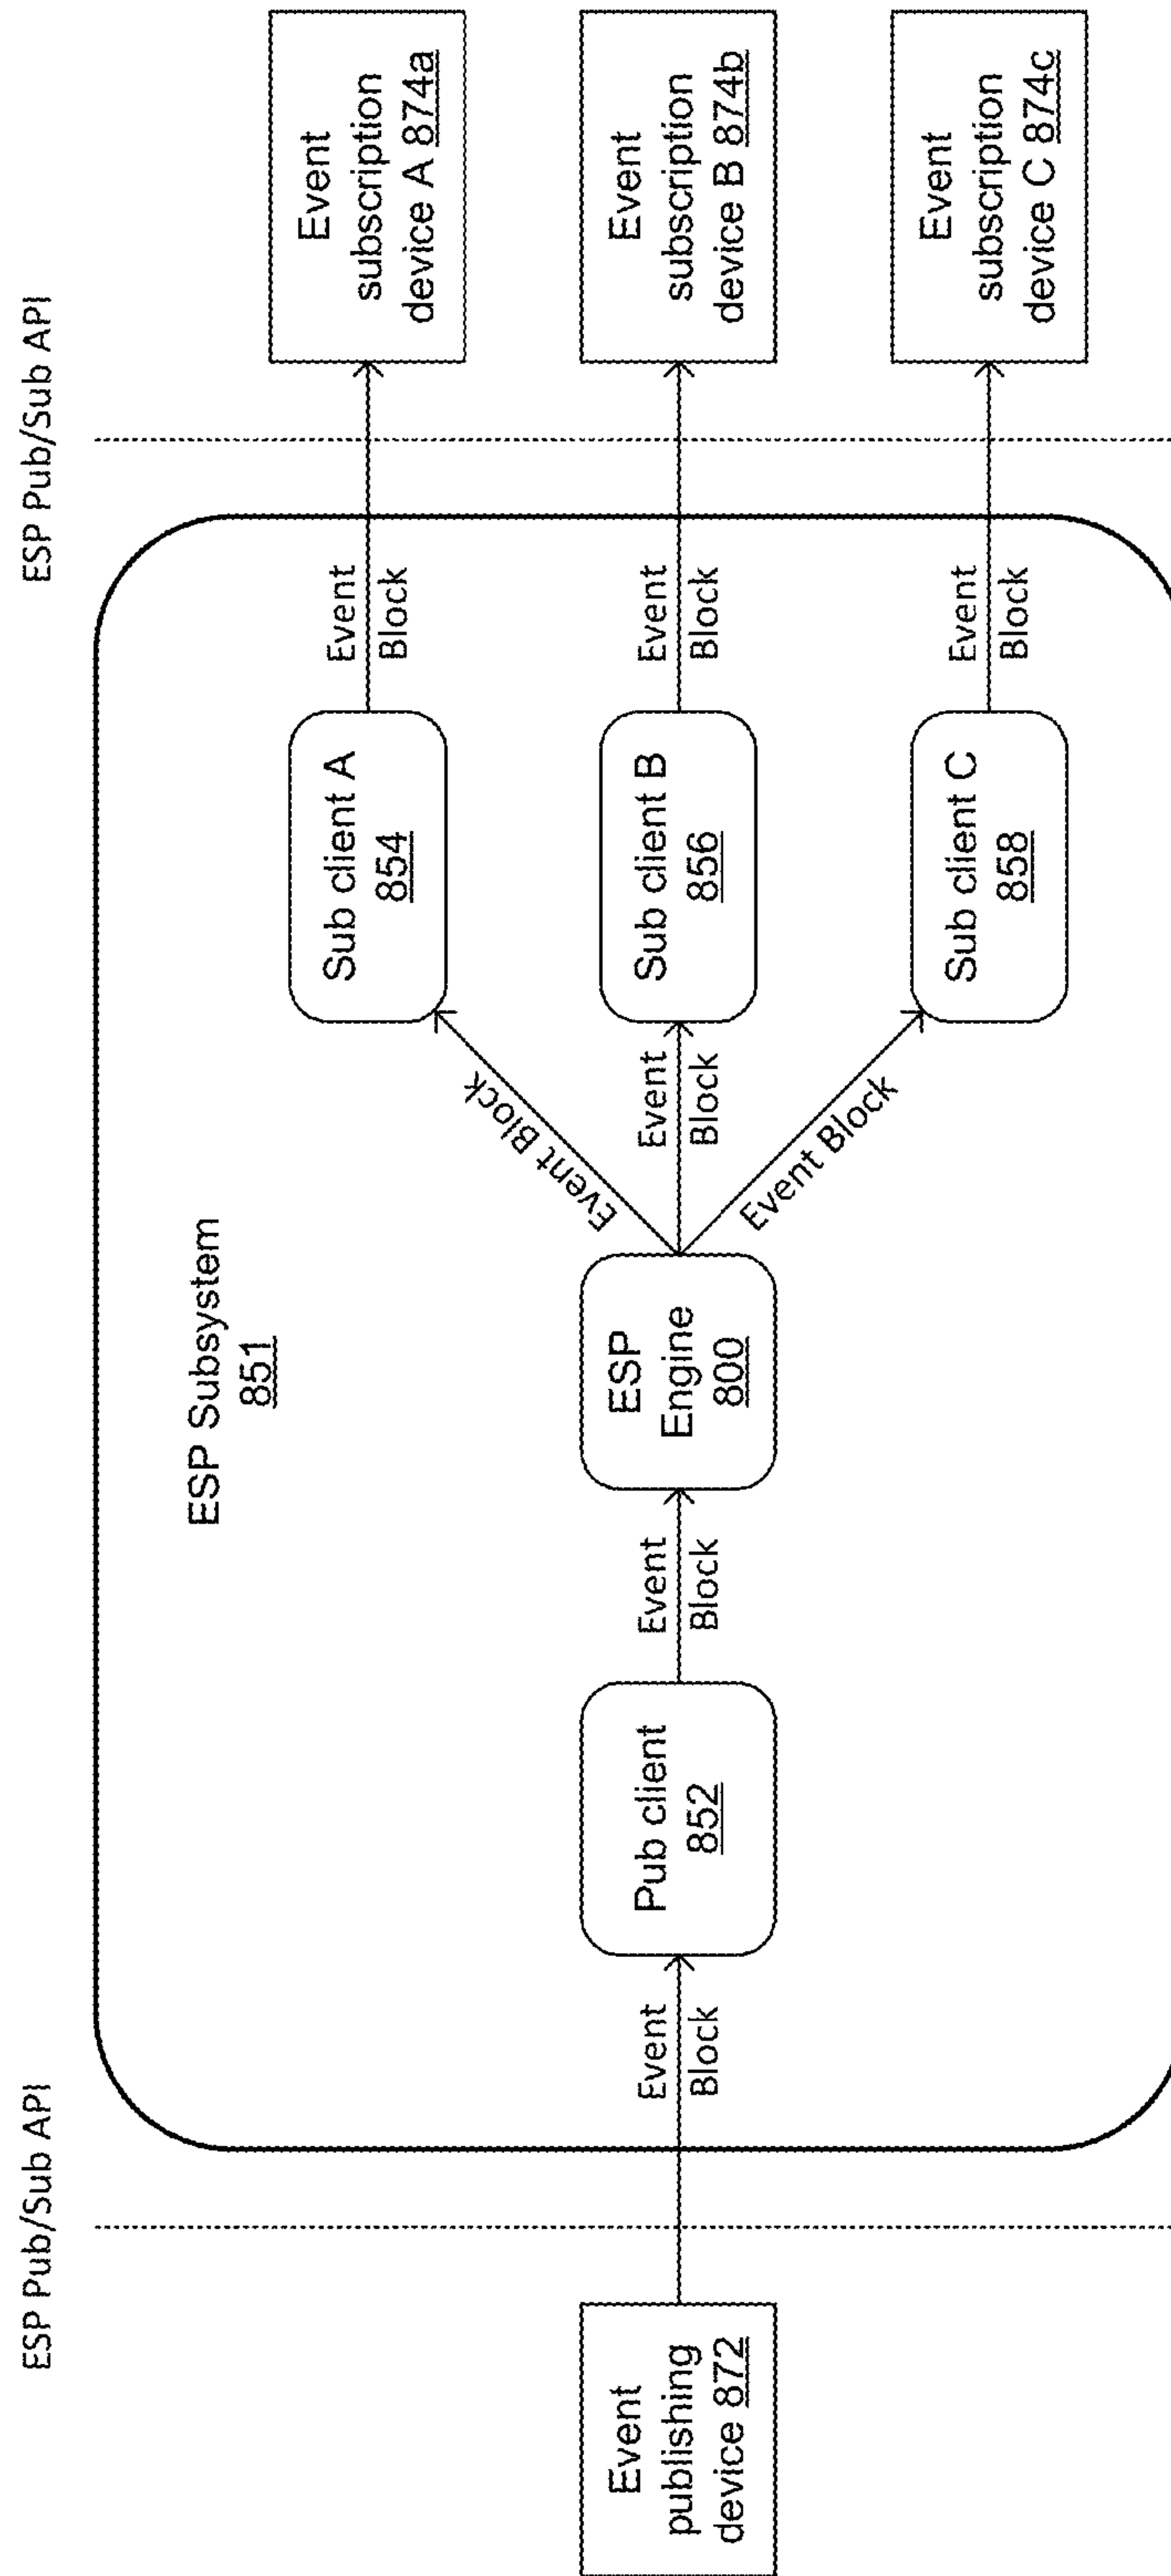 ESP Pub/Sub API
ESP Pub/Sub API
ESP Subsystem
851
Event
publishing
device 872
Event
Block
Pub client
852
Event
Block
ESP
Engine
800
Event Block
Event
Block
Event Block
Sub client A
854
Sub client B
856
Sub client C
858
Event
Block
Event
Block
Event
Block
Event
subscription
device A 874a
Event
subscription
device B 874b
Event
subscription
device C 874c